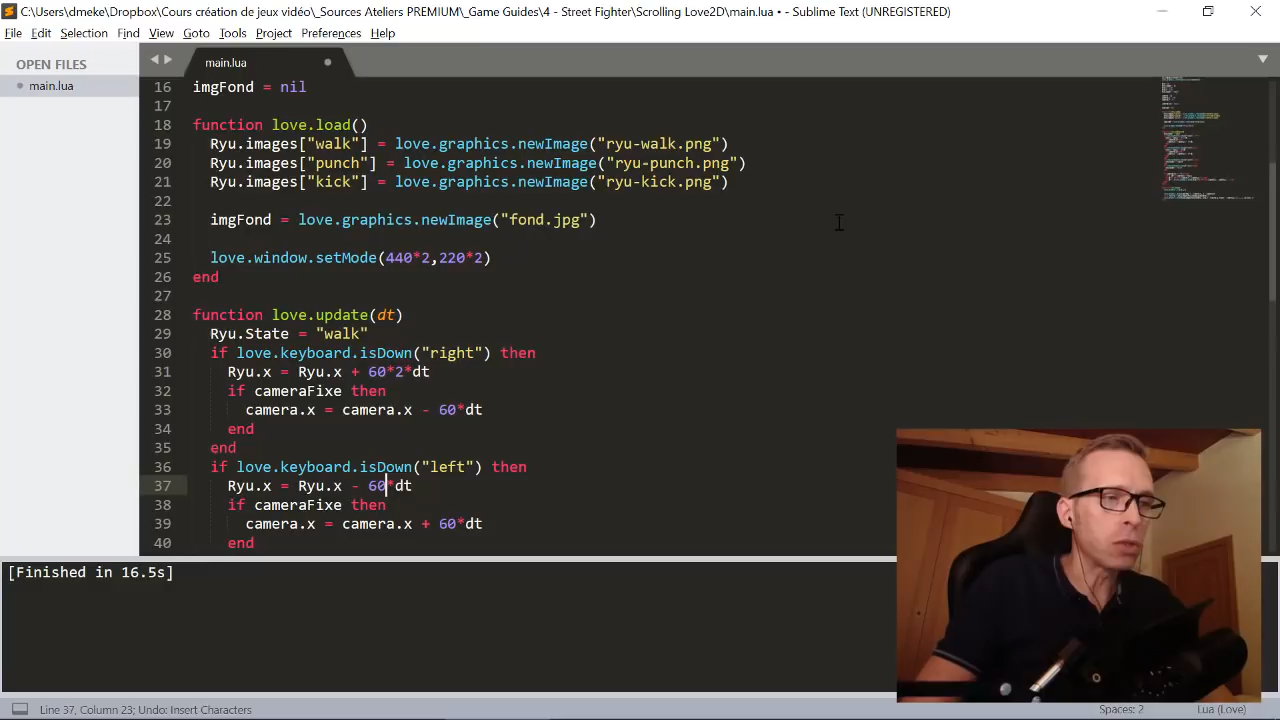 C:\Users\dmeke\Dropbox\Cours création de jeu vidéo\_Sources Ateliers PREMIUM\_Game Guides\4 - Street Fighter\Scrolling Love2D\main.lua • - Sublime Text (UNREGISTERED)
File Edit Selection Find View Goto Tools Project Preferences Help
OPEN FILES
main.lua
main.lua
16 imgFond = nil
17
18 function love.load()
19 Ryu.images["walk"] = love.graphics.newImage("ryu-walk.png")
20 Ryu.images["punch"] = love.graphics.newImage("ryu-punch.png")
21 Ryu.images["kick"] = love.graphics.newImage("ryu-kick.png")
22
23 imgFond = love.graphics.newImage("fond.jpg")
24
25 love.window.setMode(440*2,220*2)
26 end
27
28 function love.update(dt)
29 Ryu.State = "walk"
30 if love.keyboard.isDown("right") then
31 Ryu.x = Ryu.x + 60*2*dt
32 if cameraFixe then
33 camera.x = camera.x - 60*dt
34 end
35 end
36 if love.keyboard.isDown("left") then
37 Ryu.x = Ryu.x - 60*dt
38 if cameraFixe then
39 camera.x = camera.x + 60*dt
40 end
[Finished in 16.5s]
Line 37, Column 23; Undo: Insert Characters
Spaces: 2
Lua (Love)